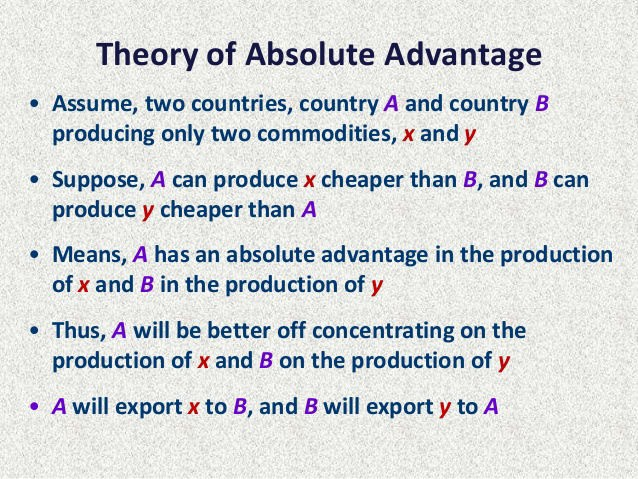 Theory of Absolute Advantage
• Assume, two countries, country A and country B
producing only two commodities, x and y
• Suppose, A can produce x cheaper than B, and B can
produce y cheaper than A
• Means, A has an absolute advantage in the production
of x and B in the production of y
• Thus, A will be better off concentrating on the
production of x and B on the production of y
• A will export x to B, and B will export y to A